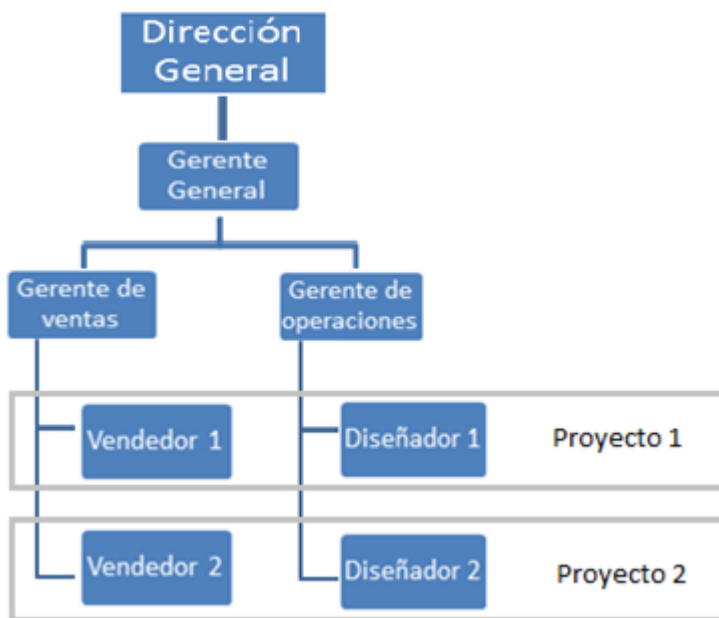 Dirección
General
Gerente
General
Gerente de
ventas
Gerente de
operaciones
Vendedor 1
Diseñador 1
Proyecto 1
Vendedor 2
Diseñador 2
Proyecto 2